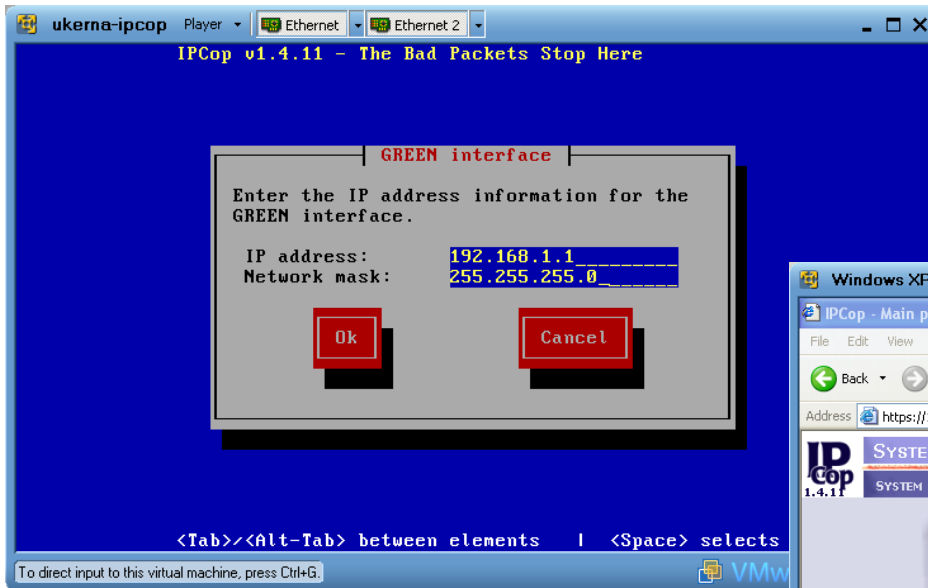 ukerna-ipcop Player Ethernet Ethernet 2
IPCop v1.4.11 - The Bad Packets Stop Here
GREEN interface
Enter the IP address information for the
GREEN interface.
IP address: 192.168.1.1_________
Network mask: 255.255.255.0_______
Ok Cancel
<Tab>/<Alt-Tab> between elements | <Space> selects
To direct input to this virtual machine, press Ctrl+G.
VMw
Windows XP
IPCop - Main p
File Edit View
Back
Address https://
IP
Cop
1.4.11
SYSTE
SYSTEM